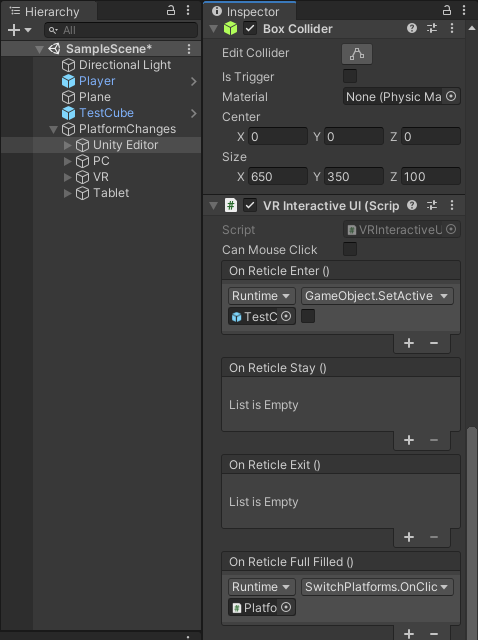 Hierarchy
All
SampleScene*
Directional Light
Player
Plane
TestCube
PlatformChanges
Unity Editor
PC
VR
Tablet
Inspector
Box Collider
Edit Collider
Is Trigger
Material
None (Physic Ma
Center
X 0 Y 0 Z 0
Size
X 650 Y 350 Z 100
# VR Interactive UI (Scrip
Script
# VRInteractiveU
Can Mouse Click
On Reticle Enter ()
Runtime GameObject.SetActive
TestC
+ −
On Reticle Stay ()
List is Empty
+ −
On Reticle Exit ()
List is Empty
+ −
On Reticle Full Filled ()
Runtime SwitchPlatforms.OnClic
# Platfo
+ −